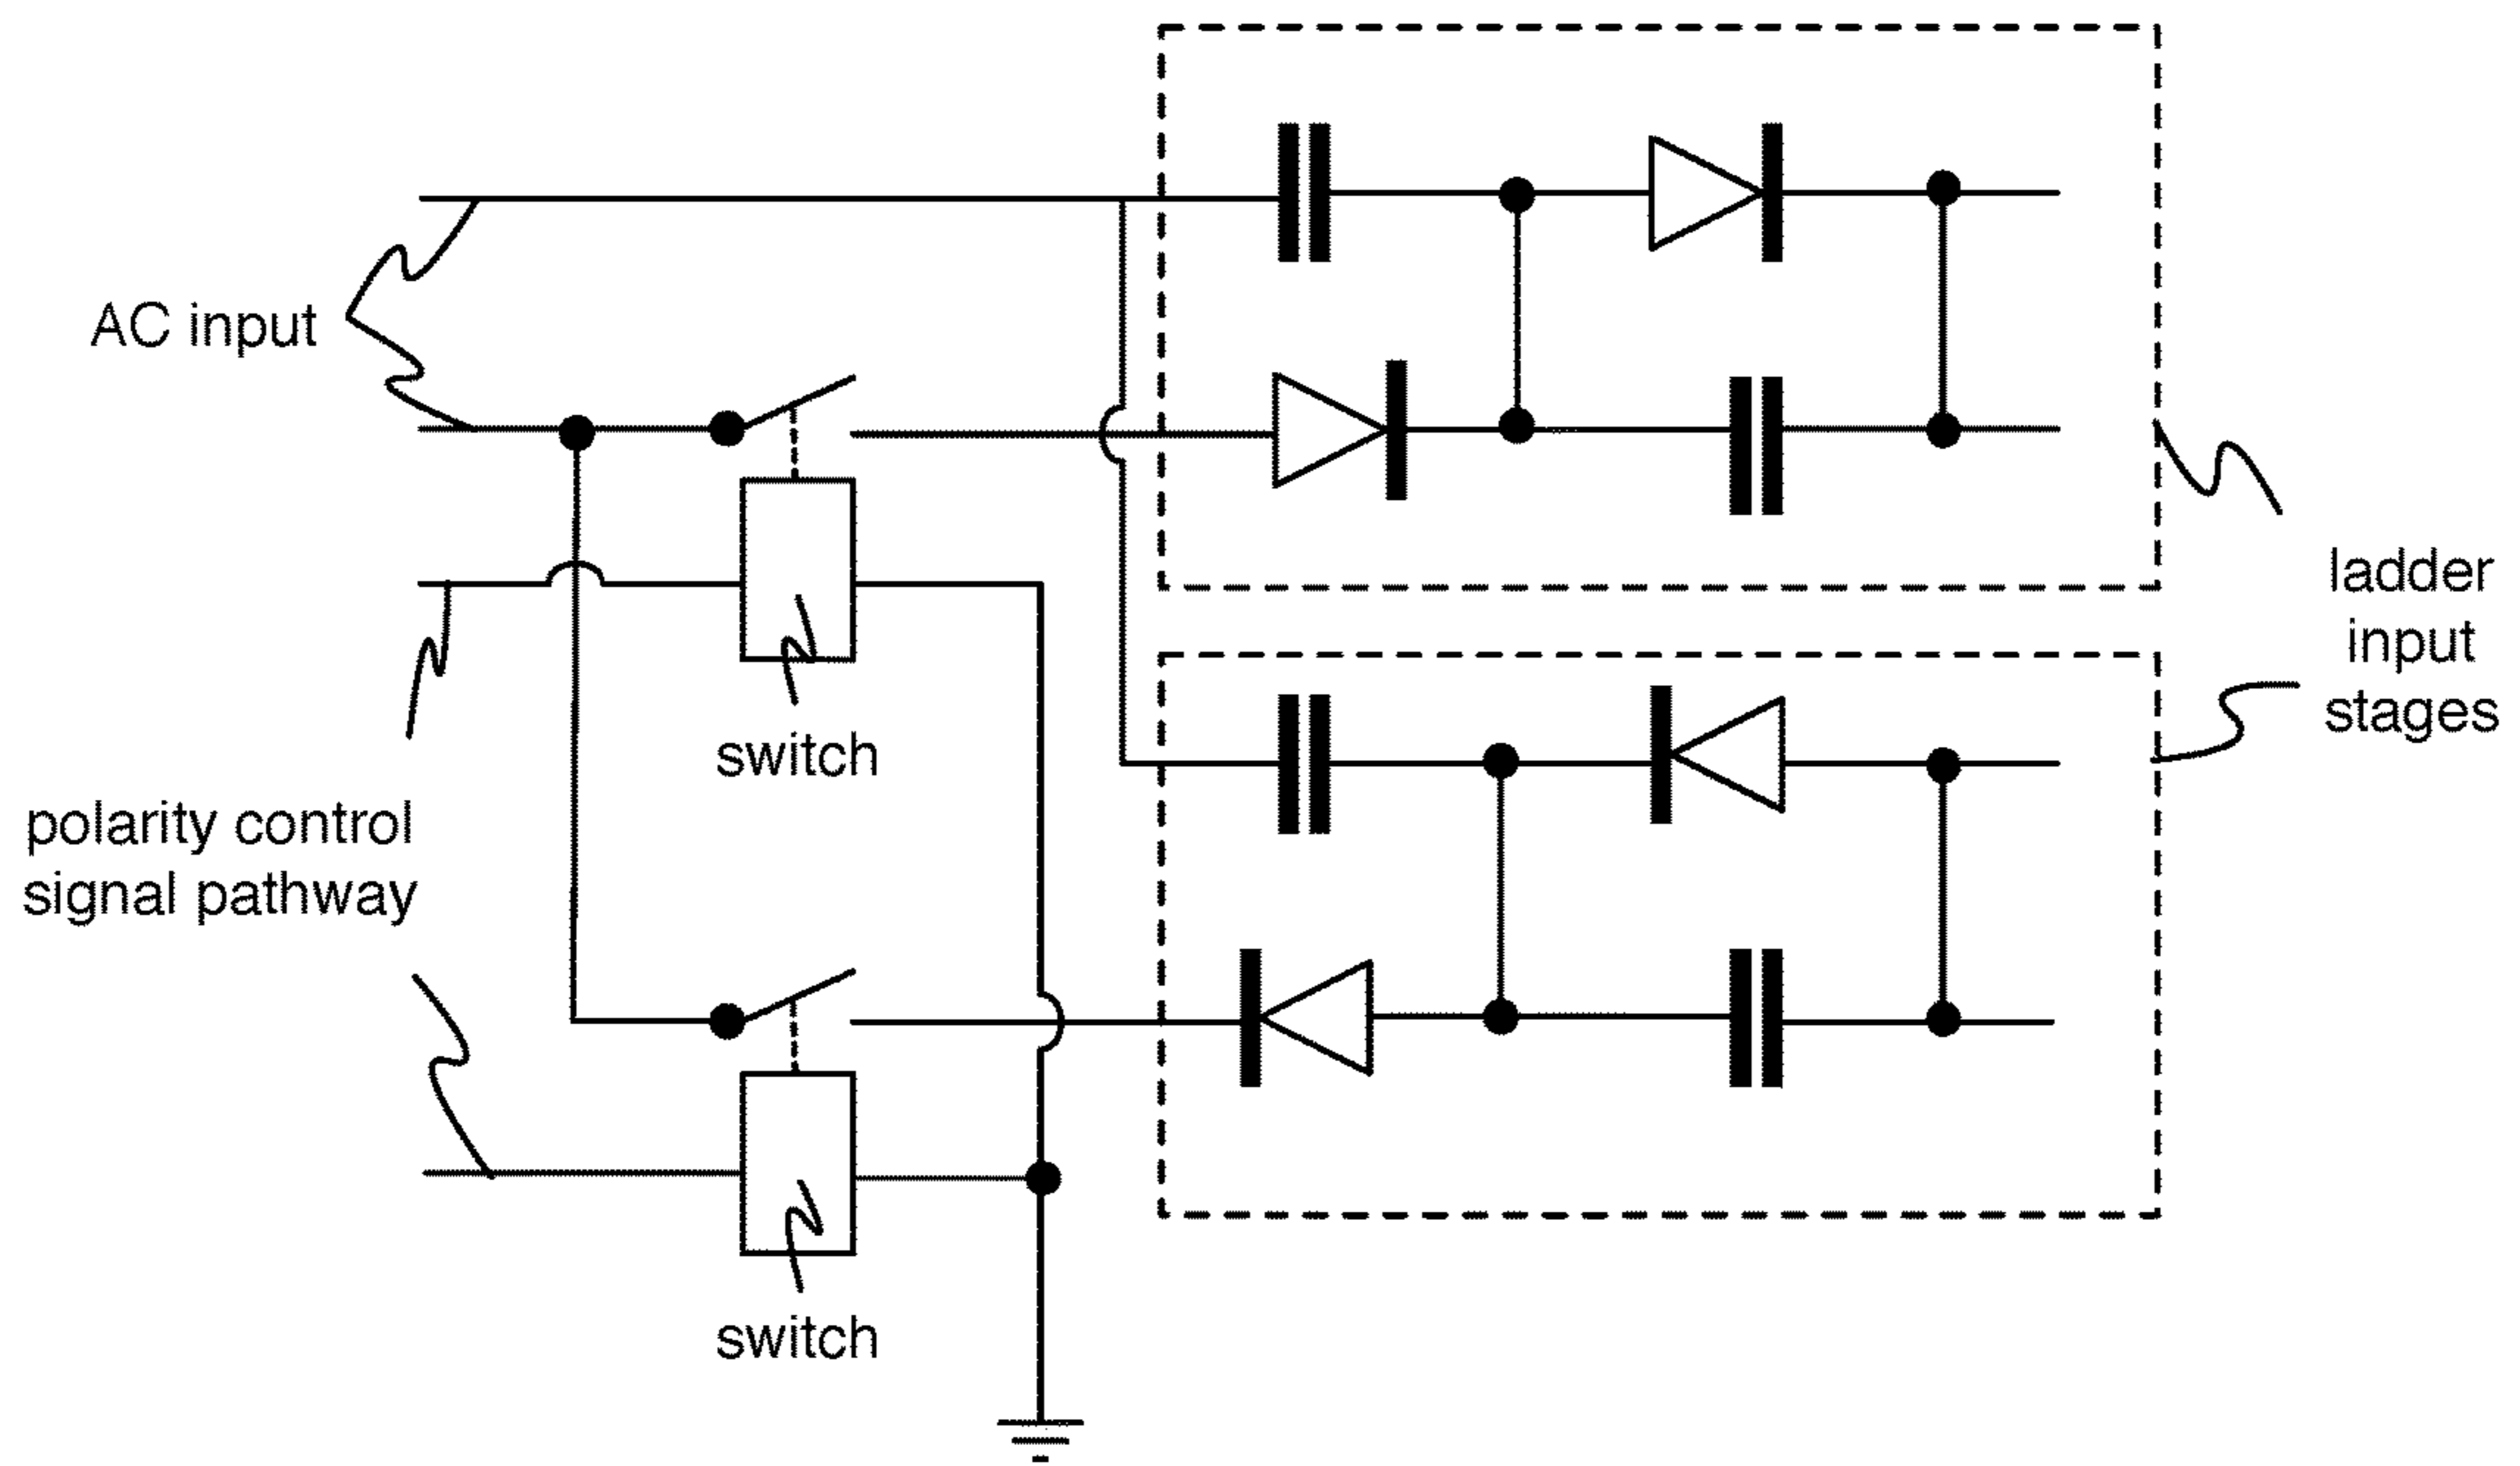 AC input
ladder
input
stages
switch
polarity control
signal pathway
switch